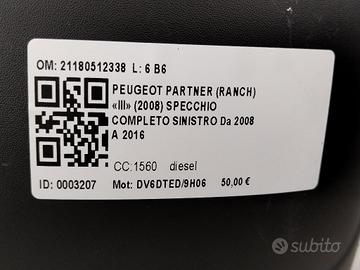 OM: 21180512338 L: 6 B6
PEUGEOT PARTNER (RANCH)
«III» (2008) SPECCHIO
COMPLETO SINISTRO Da 2008
A 2016
CC:1560 diesel
ID: 0003207 Mot: DV6DTED/9H06 50,00 €
subito